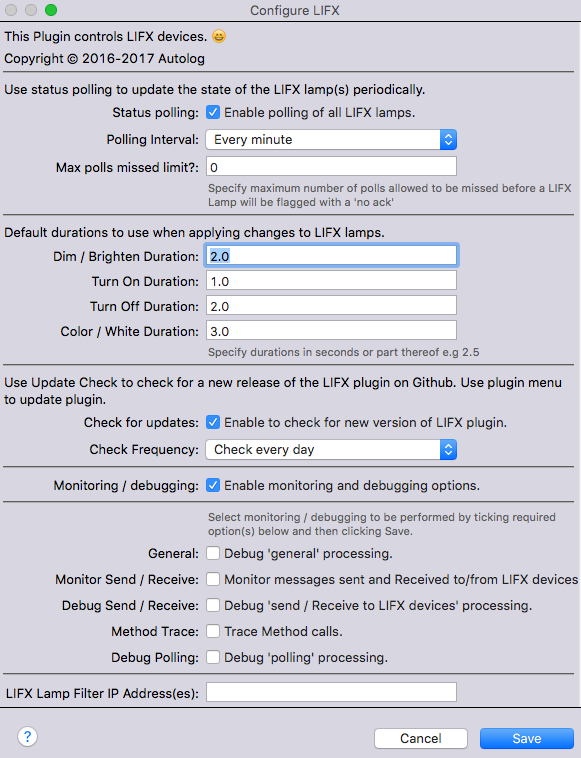 Configure LIFX
This Plugin controls LIFX devices. 😀
Copyright © 2016-2017 Autolog
Use status polling to update the state of the LIFX lamp(s) periodically.
Status polling: Enable polling of all LIFX lamps.
Polling Interval: Every minute
Max polls missed limit?: 0
Specify maximum number of polls allowed to be missed before a LIFX
Lamp will be flagged with a 'no ack'
Default durations to use when applying changes to LIFX lamps.
Dim / Brighten Duration: 2.0
Turn On Duration: 1.0
Turn Off Duration: 2.0
Color / White Duration: 3.0
Specify durations in seconds or part thereof e.g 2.5
Use Update Check to check for a new release of the LIFX plugin on Github. Use plugin menu
to update plugin.
Check for updates: Enable to check for new version of LIFX plugin.
Check Frequency: Check every day
Monitoring / debugging: Enable monitoring and debugging options.
Select monitoring / debugging to be performed by ticking required
option(s) below and then clicking Save.
General: Debug 'general' processing.
Monitor Send / Receive: Monitor messages sent and Received to/from LIFX devices
Debug Send / Receive: Debug 'send / Receive to LIFX devices' processing.
Method Trace: Trace Method calls.
Debug Polling: Debug 'polling' processing.
LIFX Lamp Filter IP Address(es):
? Cancel Save